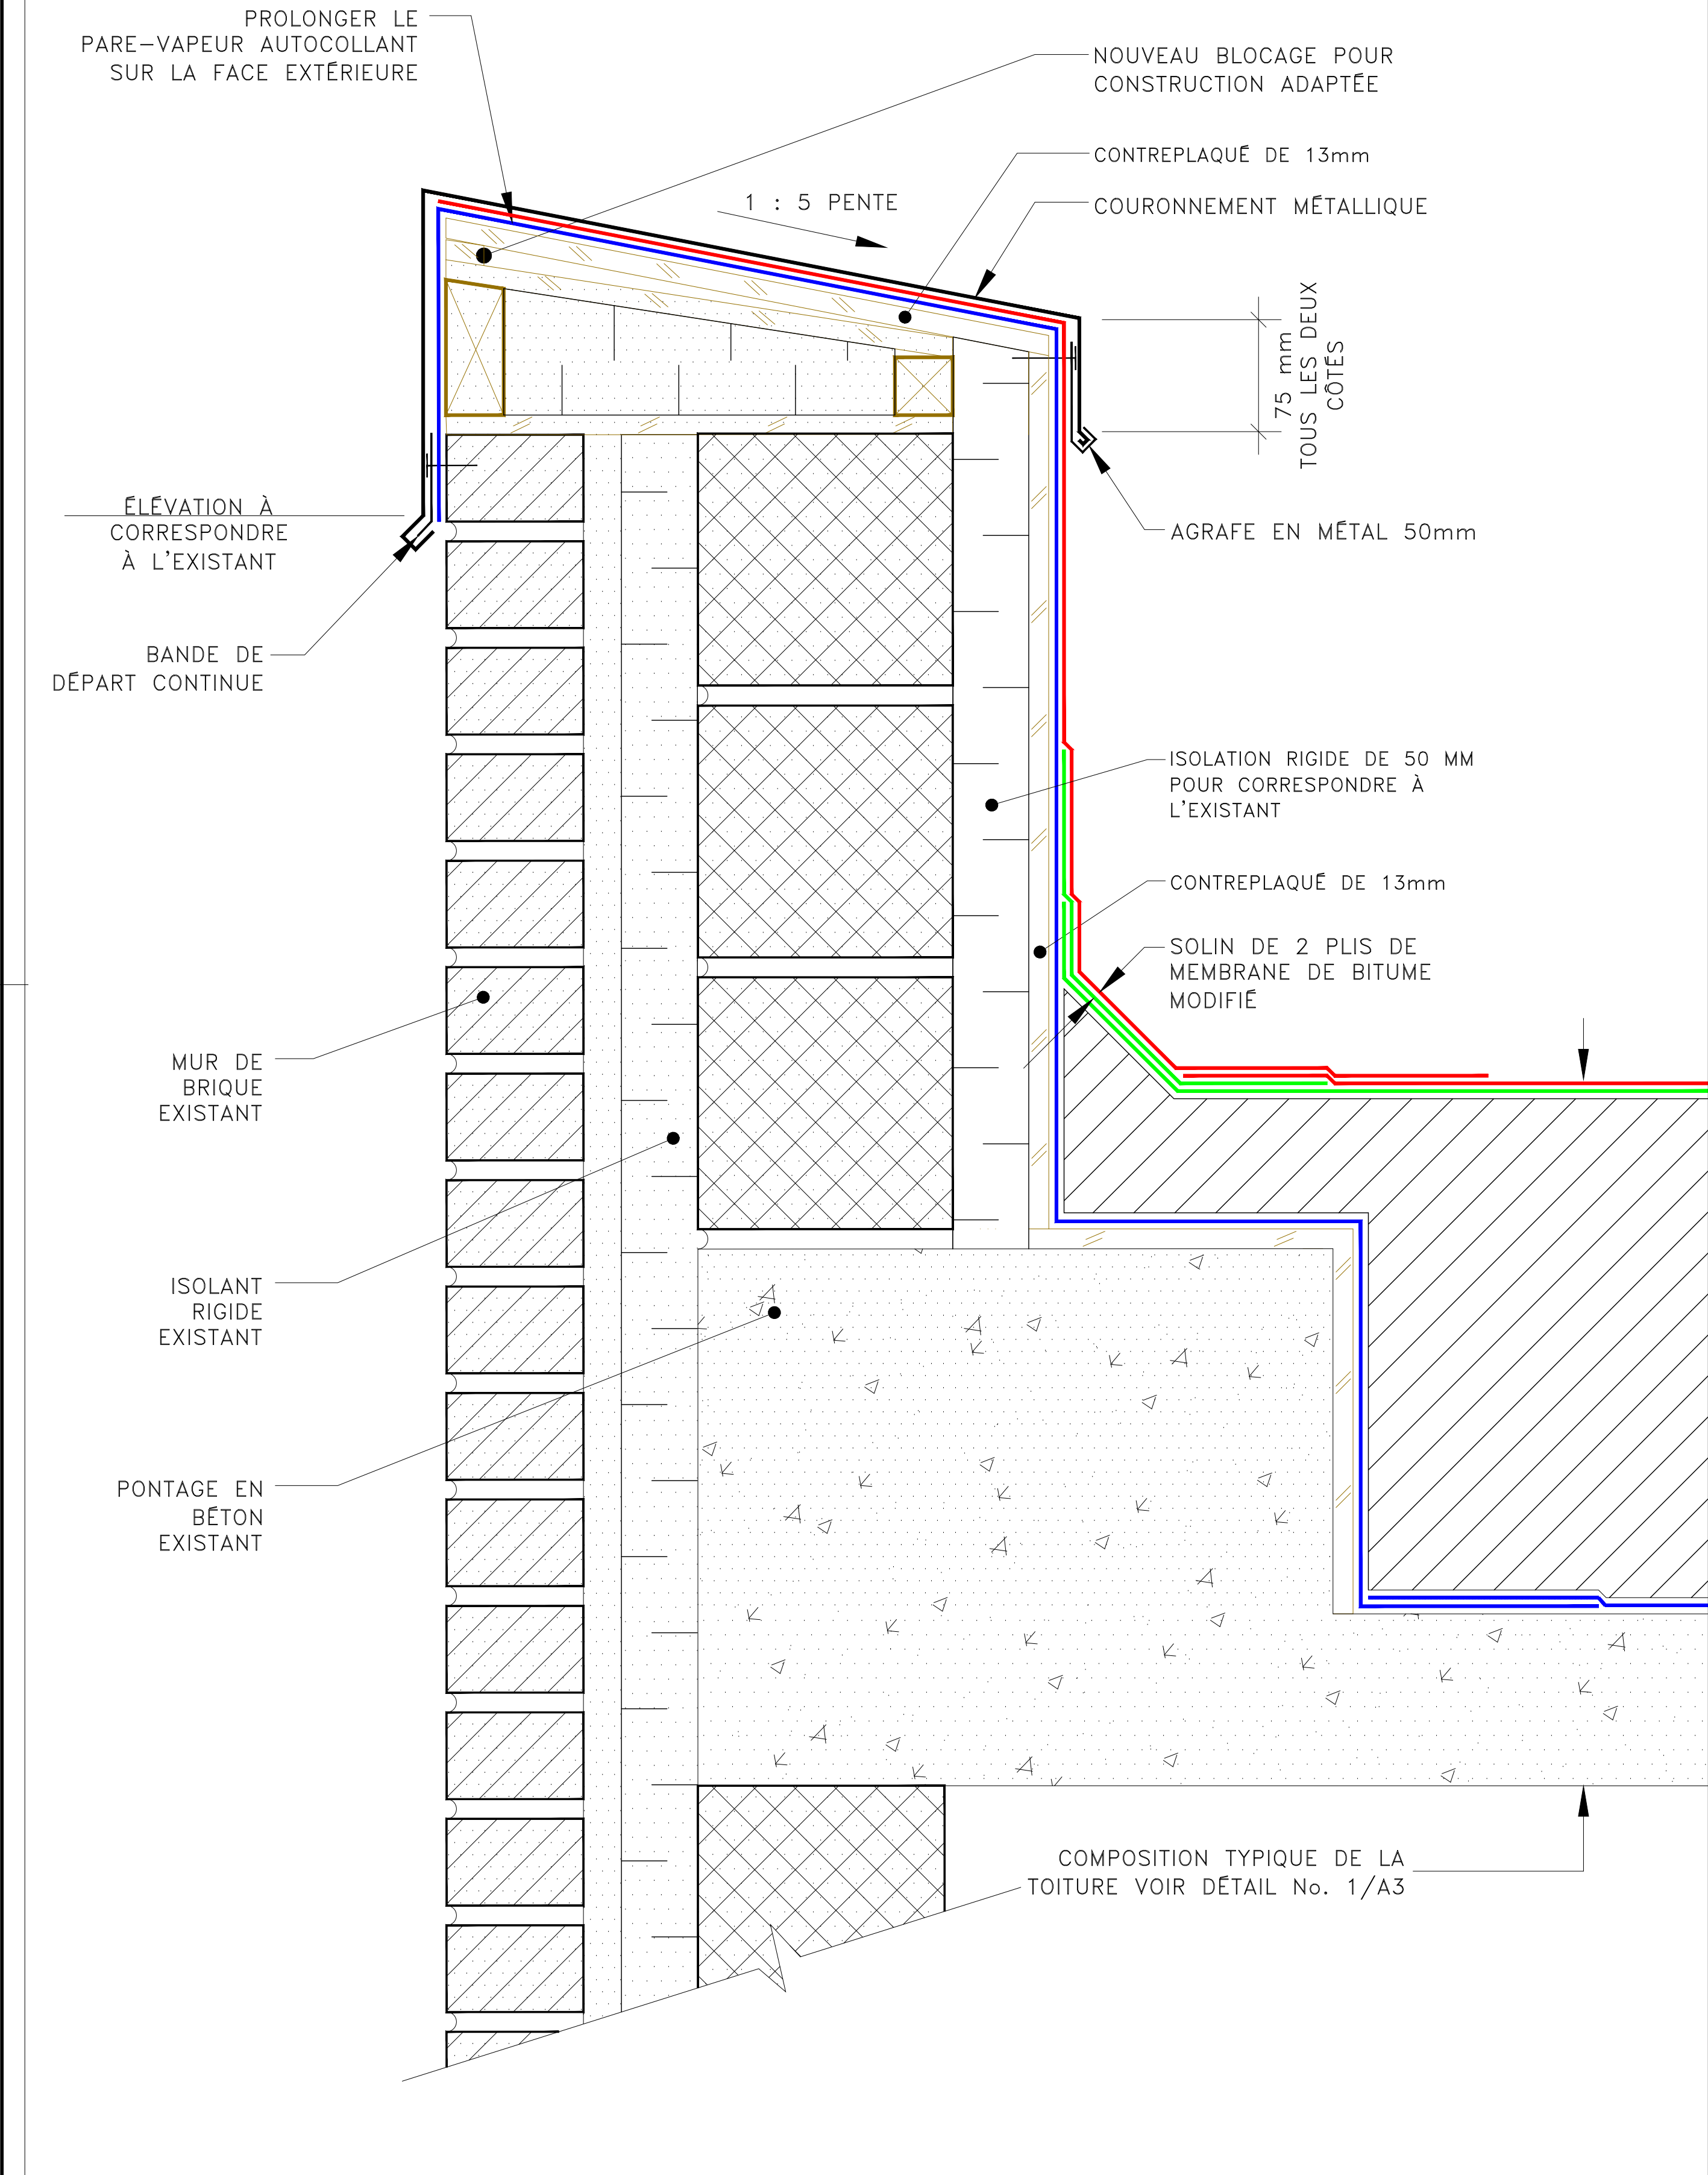 PROLONGER LE
PARE-VAPEUR AUTOCOLLANT
SUR LA FACE EXTÉRIEURE
NOUVEAU BLOCAGE POUR
CONSTRUCTION ADAPTÉE
CONTREPLAQUÉ DE 13mm
1 : 5 PENTE
COURONNEMENT MÉTALLIQUE
75 mm
TOUS LES DEUX
CÔTÉS
ÉLÉVATION À
CORRESPONDRE
À L'EXISTANT
AGRAFE EN MÉTAL 50mm
BANDE DE
DÉPART CONTINUE
ISOLATION RIGIDE DE 50 MM
POUR CORRESPONDRE À
L'EXISTANT
CONTREPLAQUÉ DE 13mm
SOLIN DE 2 PLIS DE
MEMBRANE DE BITUME
MODIFIÉ
MUR DE
BRIQUE
EXISTANT
ISOLANT
RIGIDE
EXISTANT
PONTAGE EN
BÉTON
EXISTANT
COMPOSITION TYPIQUE DE LA
TOITURE VOIR DÉTAIL No. 1/A3